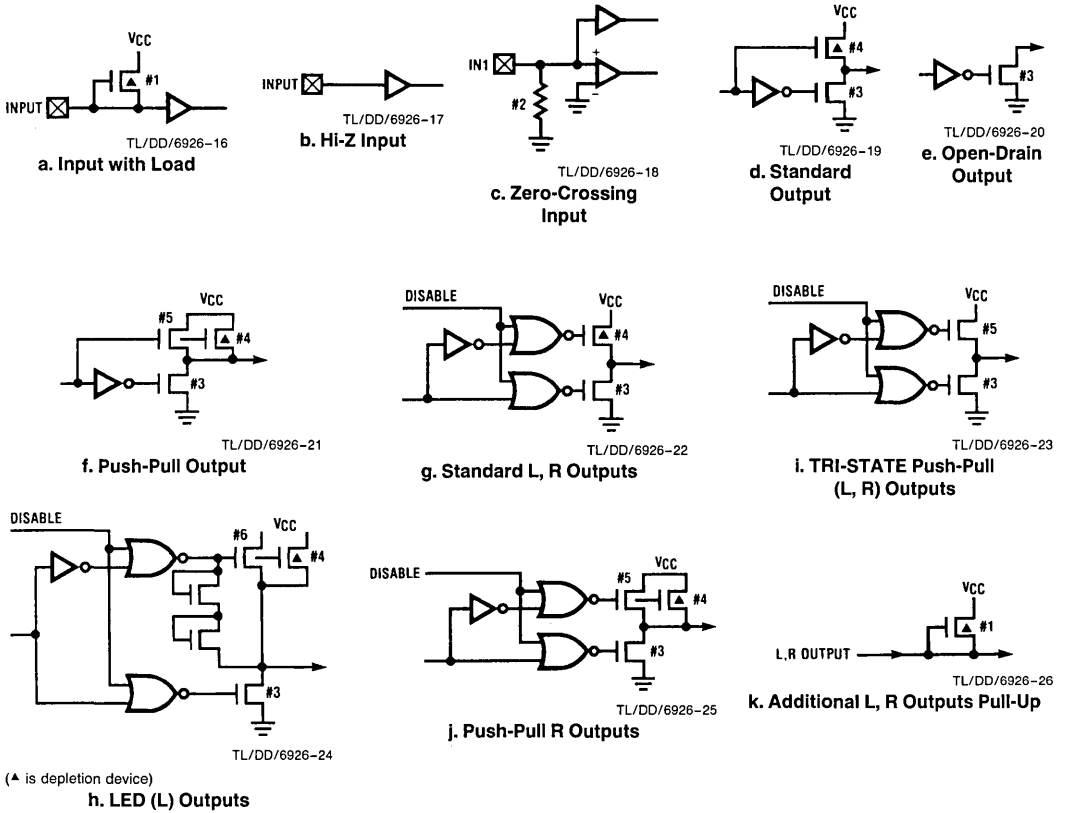 VCC
#1
INPUT
TL/DD/6926-16
a. Input with Load
INPUT
TL/DD/6926-17
b. Hi-Z Input
IN1
+
−
#2
TL/DD/6926-18
c. Zero-Crossing
Input
VCC
#4
#3
TL/DD/6926-19
d. Standard
Output
#3
TL/DD/6926-20
e. Open-Drain
Output
VCC
#5
#4
#3
TL/DD/6926-21
f. Push-Pull Output
DISABLE
VCC
#4
#3
TL/DD/6926-22
g. Standard L, R Outputs
DISABLE
VCC
#5
#3
TL/DD/6926-23
i. TRI-STATE Push-Pull
(L, R) Outputs
DISABLE
VCC
#6
#4
#3
TL/DD/6926-24
(▲ is depletion device)
h. LED (L) Outputs
DISABLE
VCC
#5
#4
#3
TL/DD/6926-25
j. Push-Pull R Outputs
VCC
#1
L,R OUTPUT
TL/DD/6926-26
k. Additional L, R Outputs Pull-Up